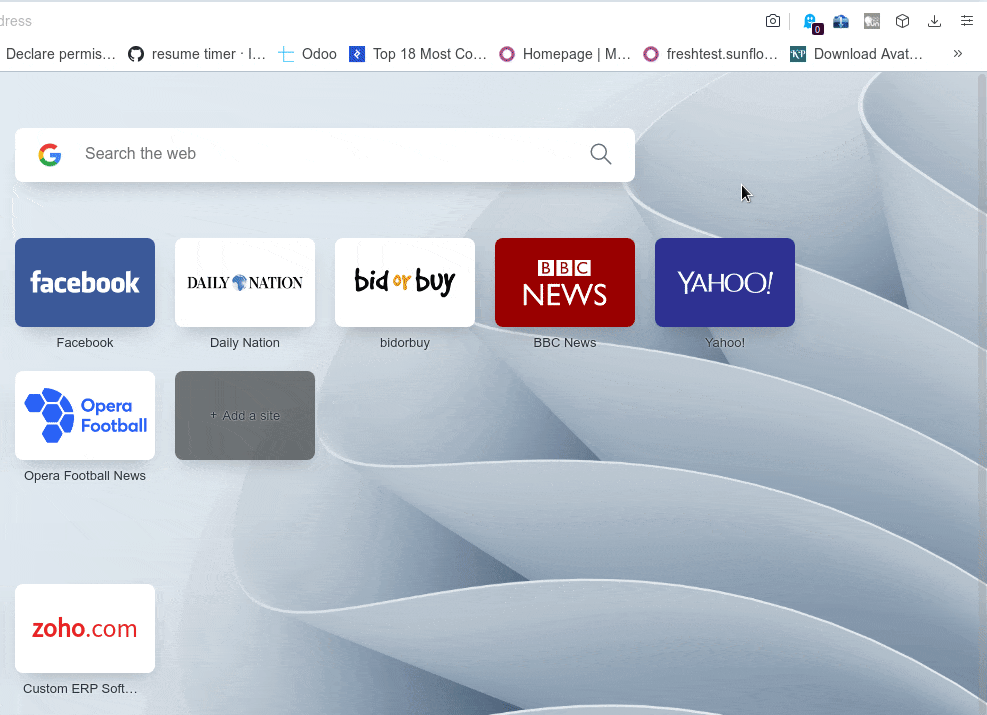 dress
0
Declare permis… resume timer · I… Odoo Top 18 Most Co… Homepage | M… freshtest.sunflo… Download Avat… »
Search the web
facebook DAILY NATION bid or buy BBC NEWS YAHOO!
Facebook Daily Nation bidorbuy BBC News Yahoo!
Opera Football + Add a site
Opera Football News
zoho.com
Custom ERP Soft…